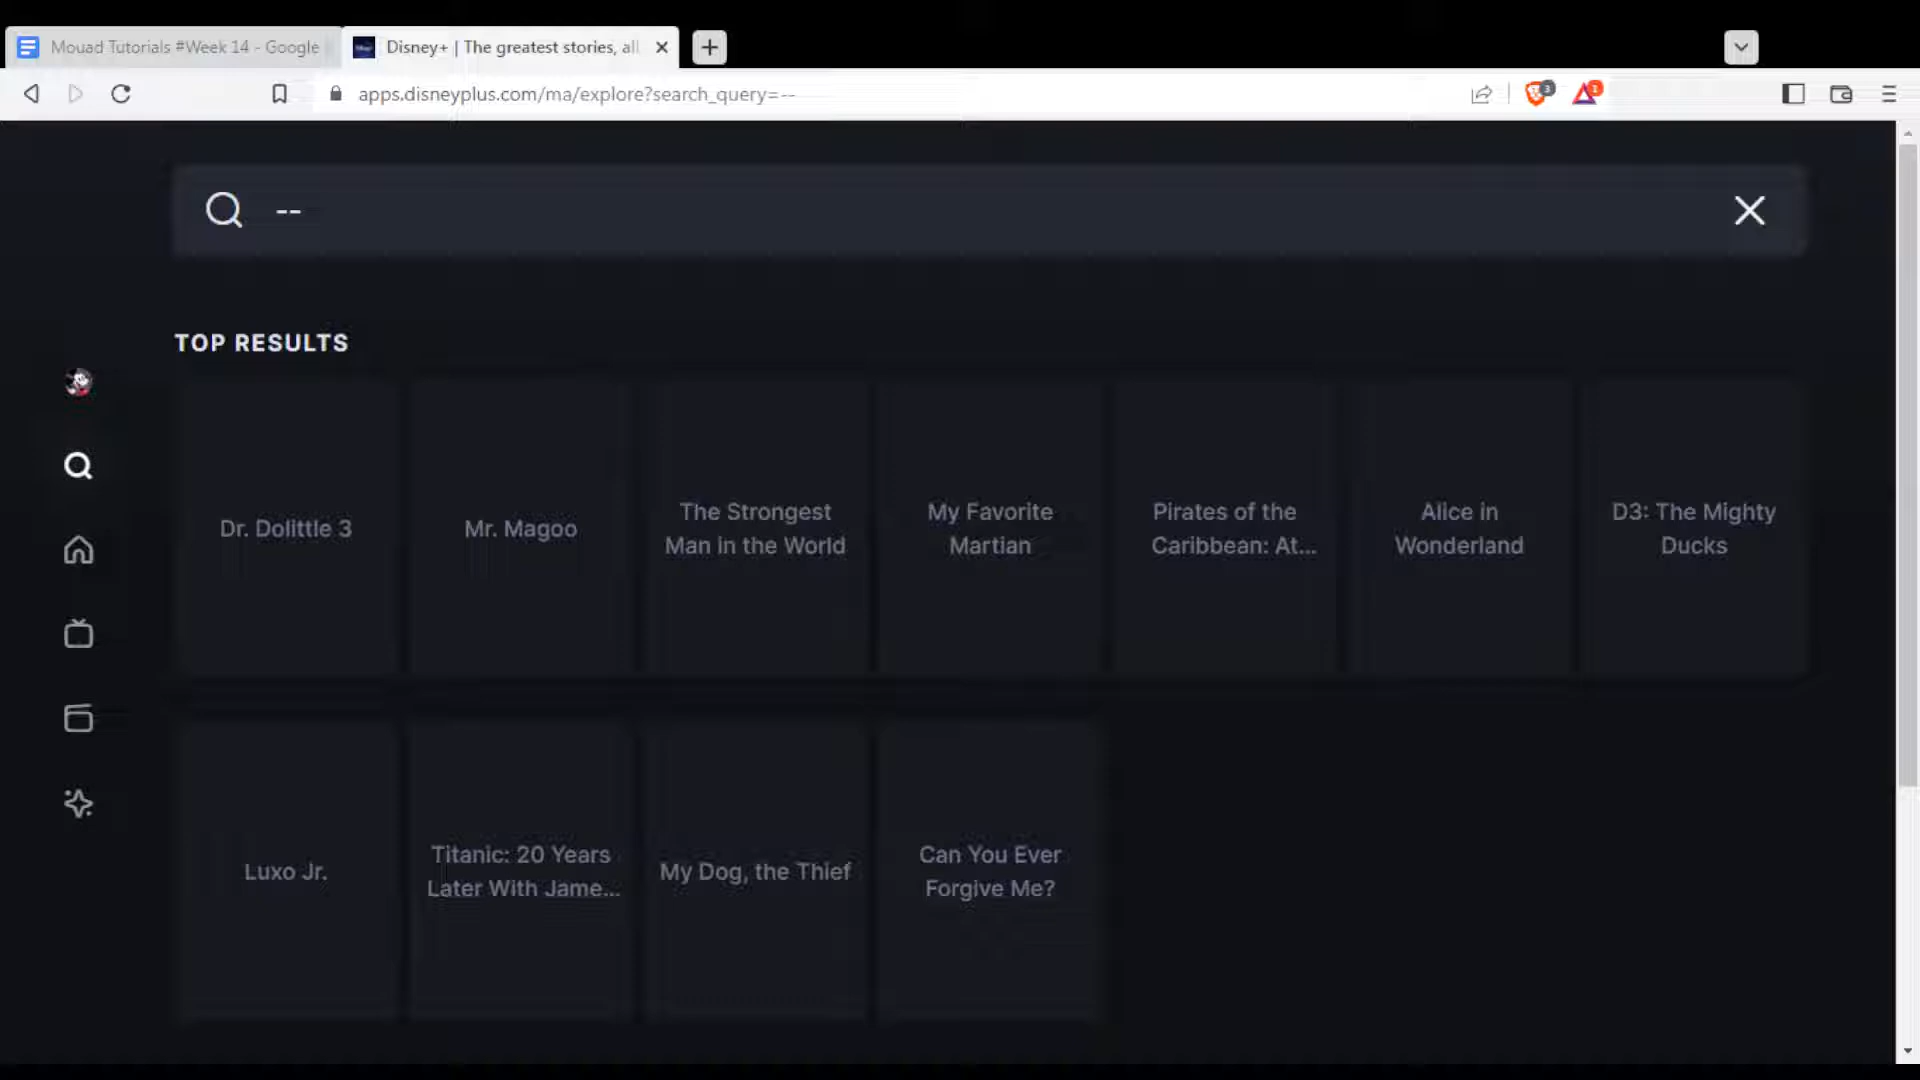 Mouad Tutorials #Week 14 - Google
Disney+ | The greatest stories, all
apps.disneyplus.com/ma/explore?search_query=--
3
1
--
TOP RESULTS
Dr. Dolittle 3
Mr. Magoo
The Strongest
Man in the World
My Favorite
Martian
Pirates of the
Caribbean: At...
Alice in
Wonderland
D3: The Mighty
Ducks
Luxo Jr.
Titanic: 20 Years
Later With Jame...
My Dog, the Thief
Can You Ever
Forgive Me?